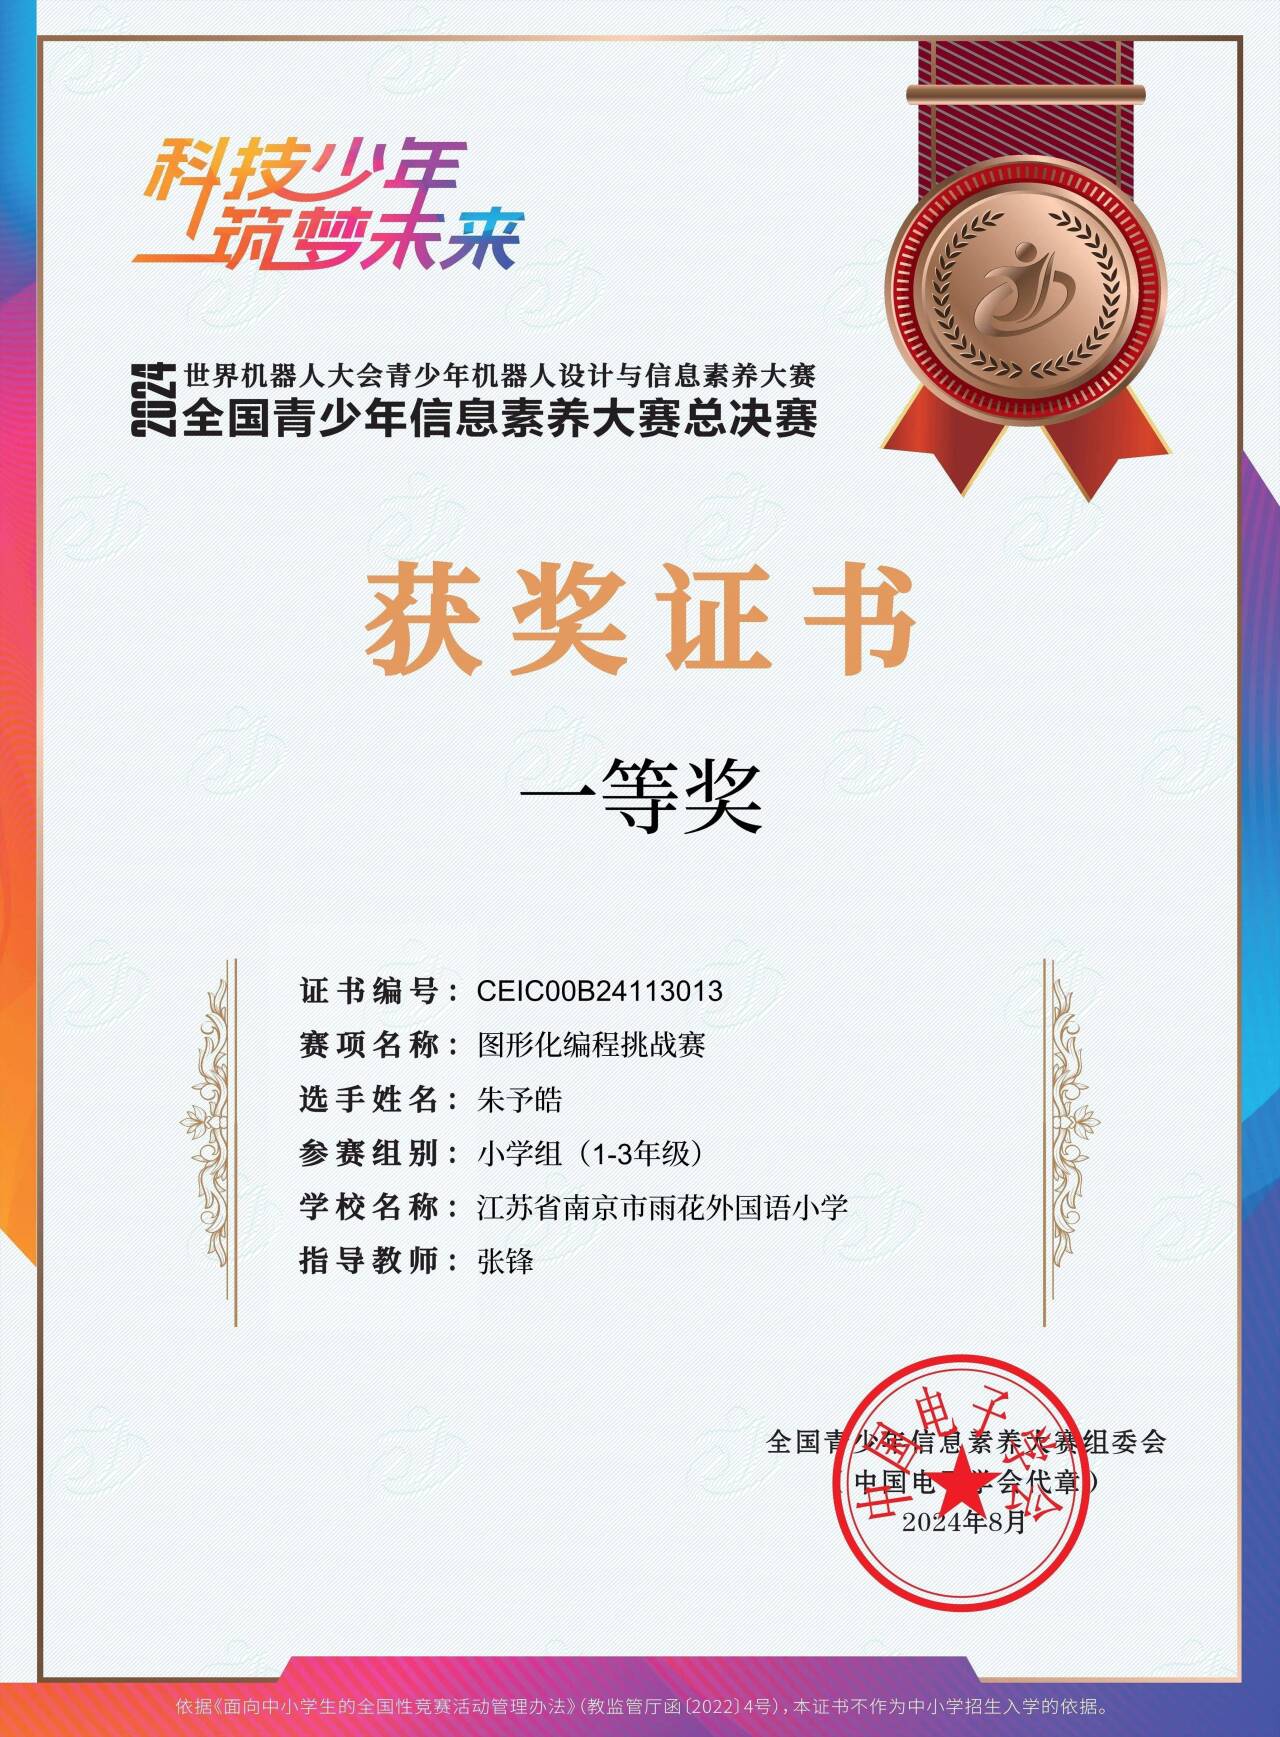 科技少年
筑梦未来
2024
世界机器人大会青少年机器人设计与信息素养大赛
全国青少年信息素养大赛总决赛
获奖证书
一等奖
证书编号：CEIC00B24113013
赛项名称：图形化编程挑战赛
选手姓名：朱予皓
参赛组别：小学组（1-3年级）
学校名称：江苏省南京市雨花外国语小学
指导教师：张锋
全国青少年信息素养大赛组委会
（中国电子学会代章）
2024年8月
中国电子学会
依据《面向中小学生的全国性竞赛活动管理办法》（教监管厅函〔2022〕4号），本证书不作为中小学招生入学的依据。